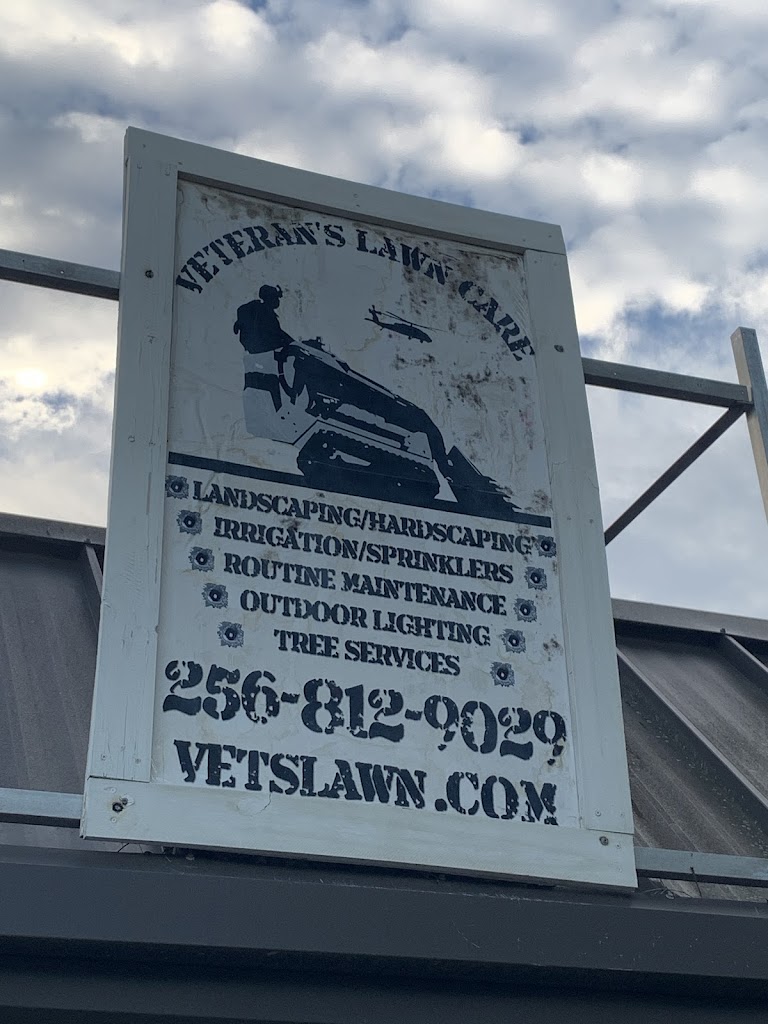 VETERAN'S LAWN CARE
LANDSCAPING/HARDSCAPING
IRRIGATION/SPRINKLERS
ROUTINE MAINTENANCE
OUTDOOR LIGHTING
TREE SERVICES
256-812-9029
VETSLAWN.COM